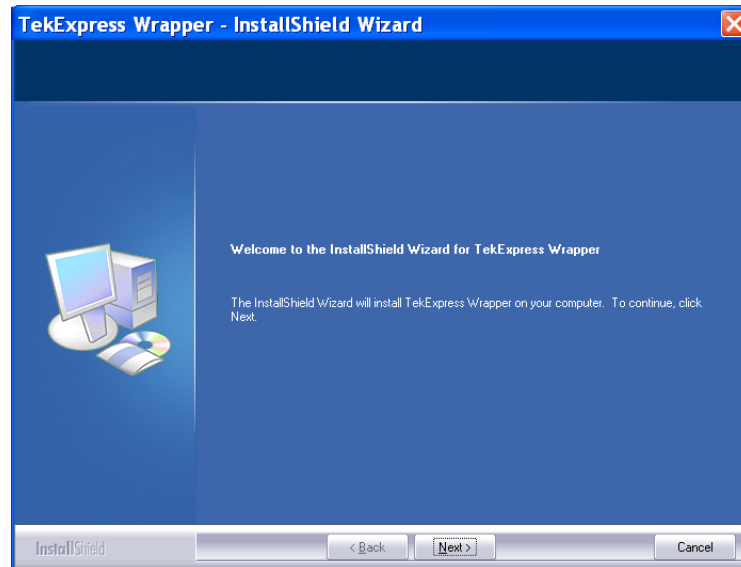 TekExpress Wrapper - InstallShield Wizard
Welcome to the InstallShield Wizard for TekExpress Wrapper
The InstallShield Wizard will install TekExpress Wrapper on your computer. To continue, click
Next.
InstallShield
< Back
Next >
Cancel